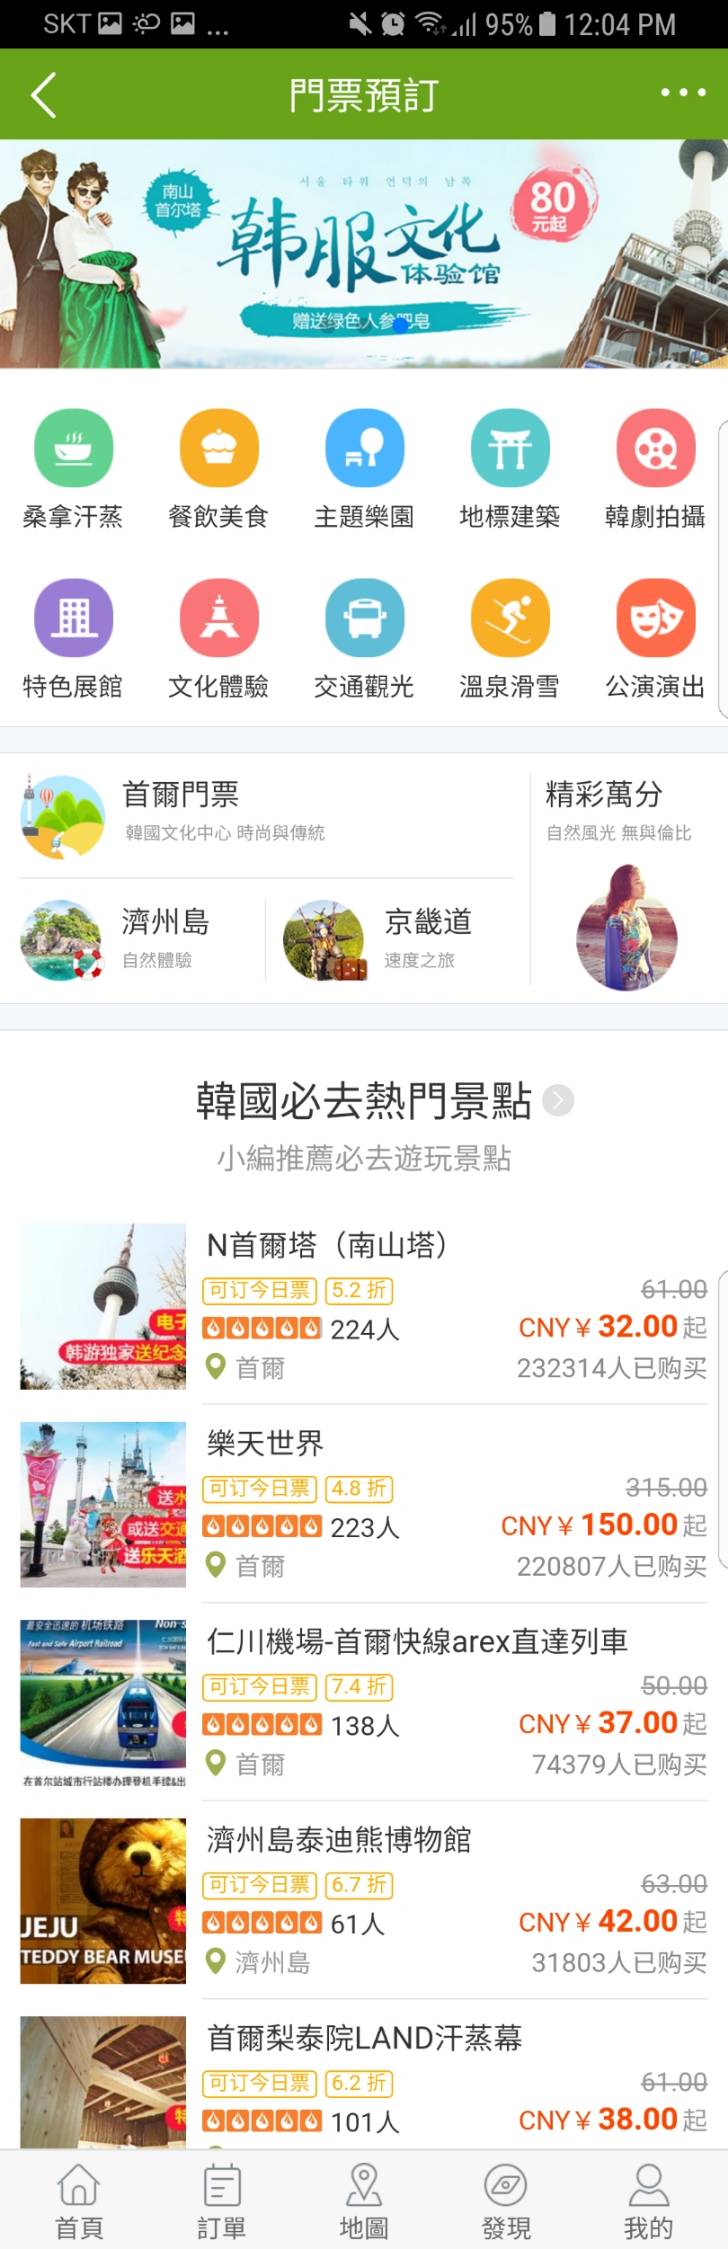 SKT ... 95% 12:04 PM
門票預訂
南山
首尔塔
서울 타워 언덕의 남쪽
80
元起
韩服文化
体验馆
赠送绿色人参肥皂
桑拿汗蒸 餐飲美食 主題樂園 地標建築 韓劇拍攝
特色展館 文化體驗 交通觀光 溫泉滑雪 公演演出
首爾門票
韓國文化中心 時尚與傳統
精彩萬分
自然風光 無與倫比
濟州島
自然體驗
京畿道
速度之旅
韓國必去熱門景點
小編推薦必去遊玩景點
电子
韩游独家送纪念
N首爾塔（南山塔）
可订今日票 5.2 折 61.00
224人 CNY￥32.00起
首爾 232314人已购买
送水
或送交通
送乐天酒
樂天世界
可订今日票 4.8 折 315.00
223人 CNY￥150.00起
首爾 220807人已购买
最安全迅速的 机场铁路 Non-s
Fast and Safe Airport Railroad
在首尔站城市行站楼办理登机手续&出
仁川機場-首爾快線arex直達列車
可订今日票 7.4 折 50.00
138人 CNY￥37.00起
首爾 74379人已购买
特
JEJU
TEDDY BEAR MUSEU
濟州島泰迪熊博物館
可订今日票 6.7 折 63.00
61人 CNY￥42.00起
濟州島 31803人已购买
特
首爾梨泰院LAND汗蒸幕
可订今日票 6.2 折 61.00
101人 CNY￥38.00起
首頁 訂單 地圖 發現 我的